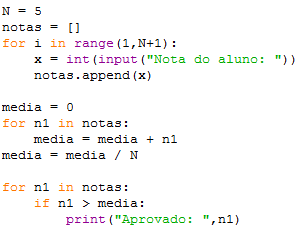 N = 5
notas = []
for i in range(1,N+1):
    x = int(input("Nota do aluno: "))
    notas.append(x)

media = 0
for n1 in notas:
    media = media + n1
media = media / N

for n1 in notas:
    if n1 > media:
        print("Aprovado: ",n1)